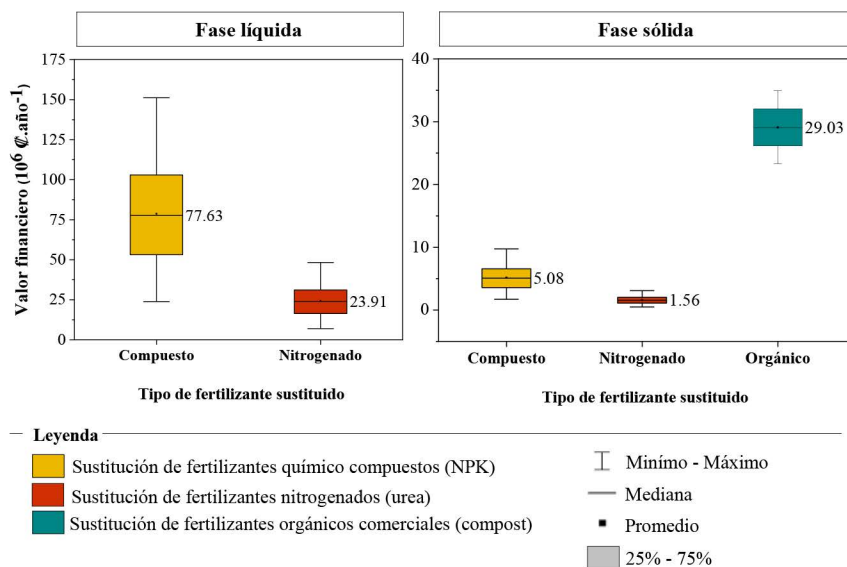 Fase líquida
Fase sólida
Valor financiero (10⁶ ₡.año⁻¹)
175
150
125
100
75
50
25
0
77.63
23.91
Compuesto
Nitrogenado
Tipo de fertilizante sustituido
40
30
20
10
0
5.08
1.56
29.03
Compuesto
Nitrogenado
Orgánico
Tipo de fertilizante sustituido
Leyenda
Sustitución de fertilizantes químico compuestos (NPK)
Sustitución de fertilizantes nitrogenados (urea)
Sustitución de fertilizantes orgánicos comerciales (compost)
Minímo - Máximo
Mediana
Promedio
25% - 75%